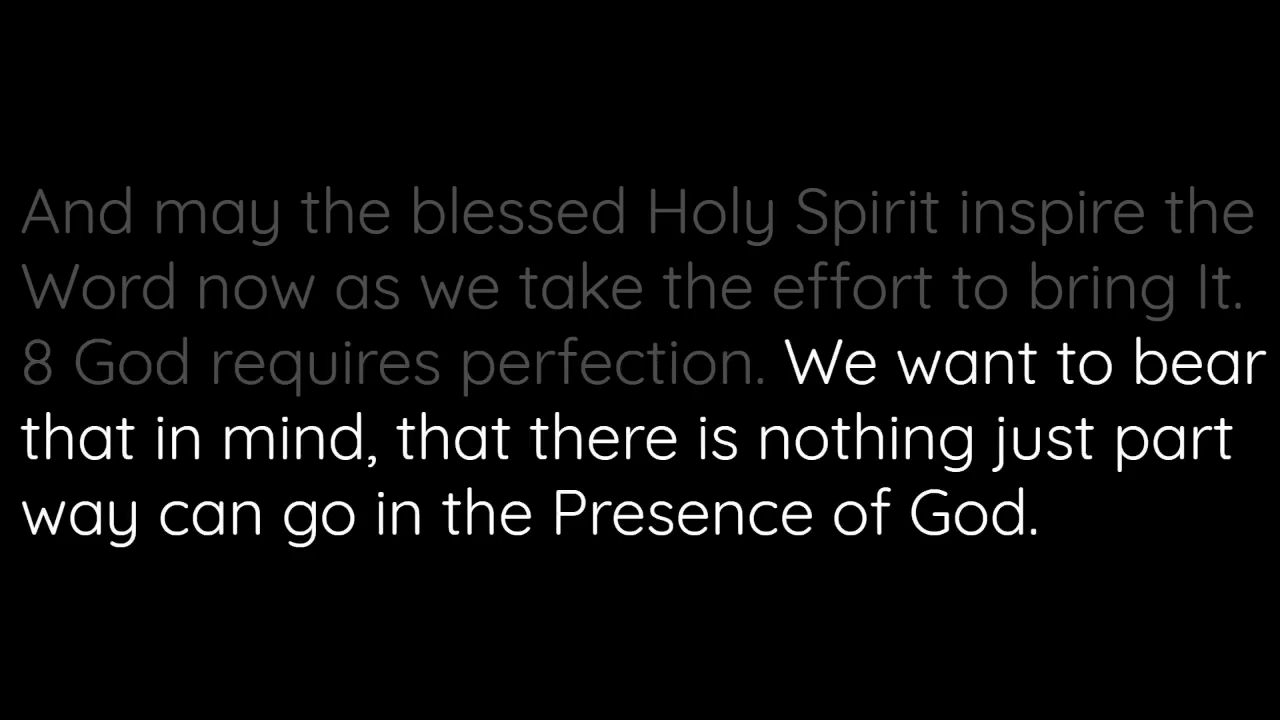 And may the blessed Holy Spirit inspire the
Word now as we take the effort to bring It.
8 God requires perfection. We want to bear
that in mind, that there is nothing just part
way can go in the Presence of God.